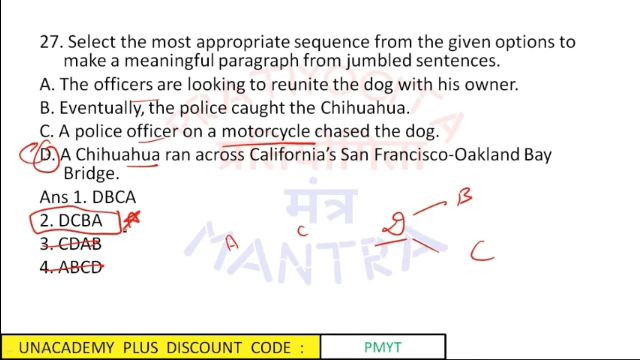 27. Select the most appropriate sequence from the given options to
make a meaningful paragraph from jumbled sentences.
A. The officers are looking to reunite the dog with his owner.
B. Eventually, the police caught the Chihuahua.
C. A police officer on a motorcycle chased the dog.
D. A Chihuahua ran across California's San Francisco-Oakland Bay
Bridge.
Ans 1. DBCA
2. DCBA
3. CDAB
4. ABCD
PRATIYOGITA
प्रतियोगिता
मंत्र
MANTRA
B
D
C
A
C
UNACADEMY PLUS DISCOUNT CODE : PMYT